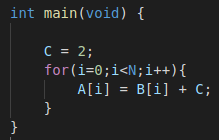 int main(void) {
C = 2;
for(i=0;i<N;i++){
A[i] = B[i] + C;
}
}